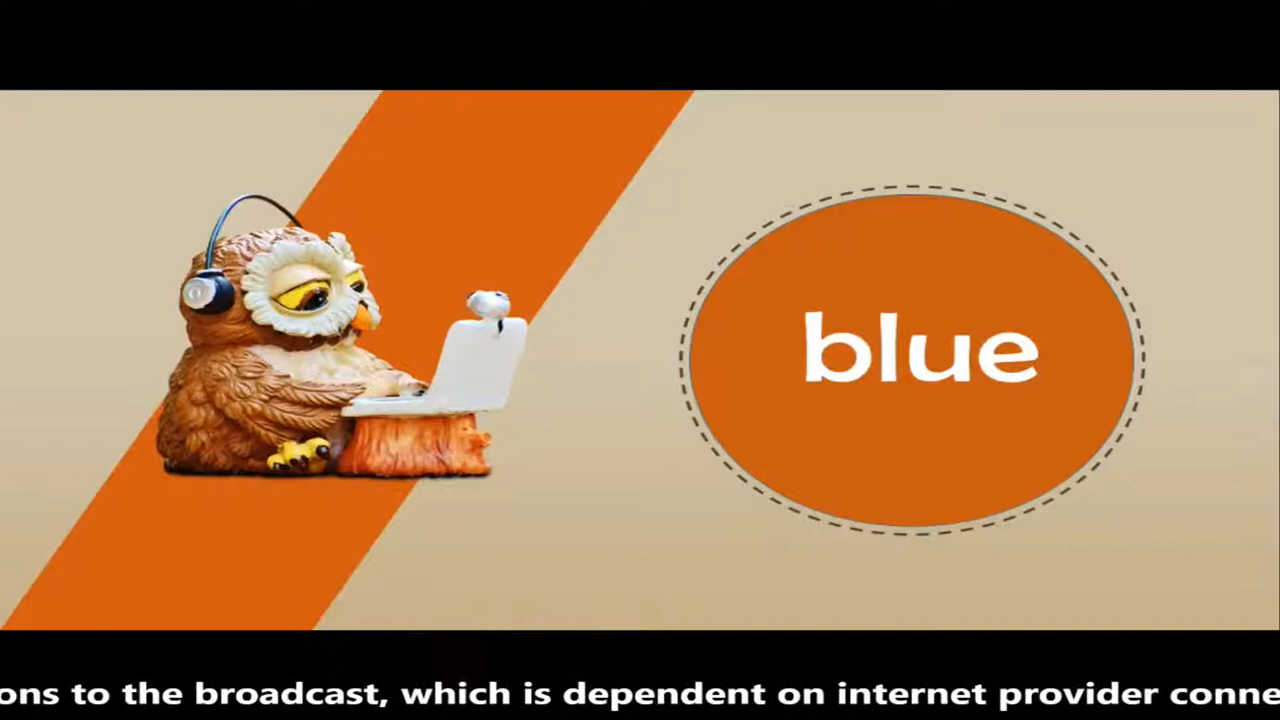 blue
ons to the broadcast, which is dependent on internet provider conne